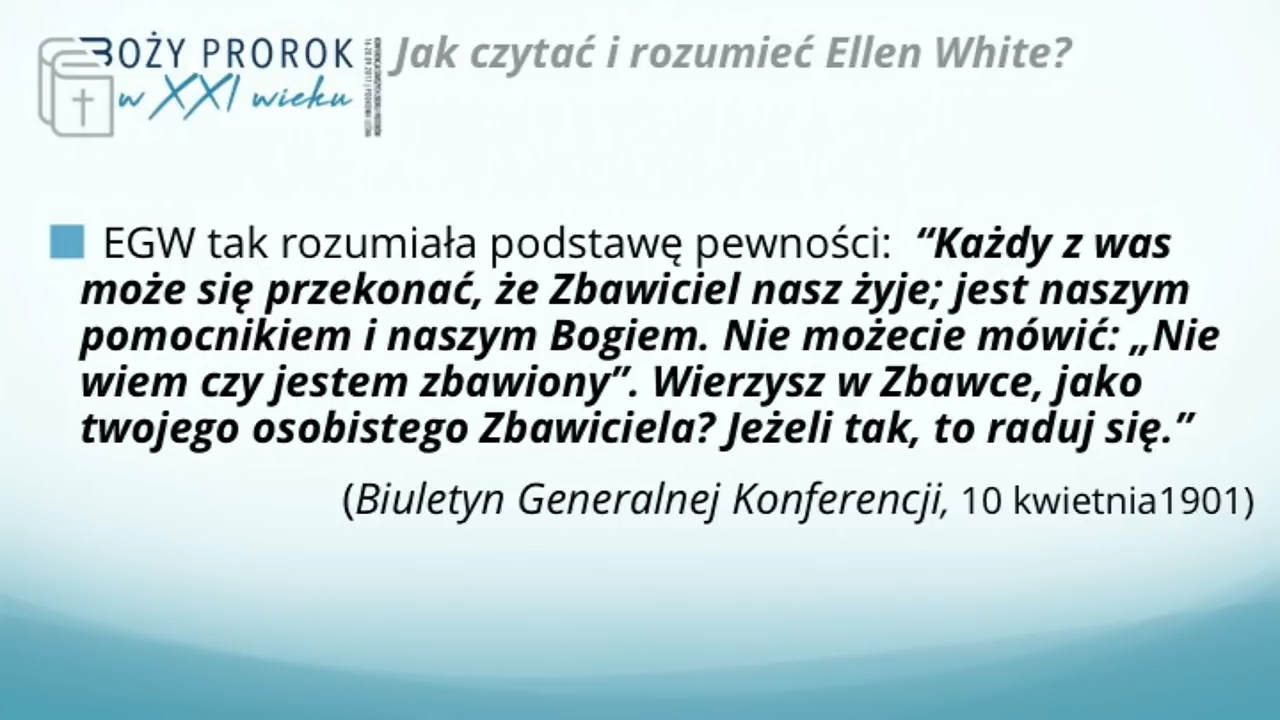 BOŻY PROROK
w XXI wieku
Jak czytać i rozumieć Ellen White?
EGW tak rozumiała podstawę pewności: “Każdy z was
może się przekonać, że Zbawiciel nasz żyje; jest naszym
pomocnikiem i naszym Bogiem. Nie możecie mówić: „Nie
wiem czy jestem zbawiony”. Wierzysz w Zbawce, jako
twojego osobistego Zbawiciela? Jeżeli tak, to raduj się.”
(Biuletyn Generalnej Konferencji, 10 kwietnia1901)